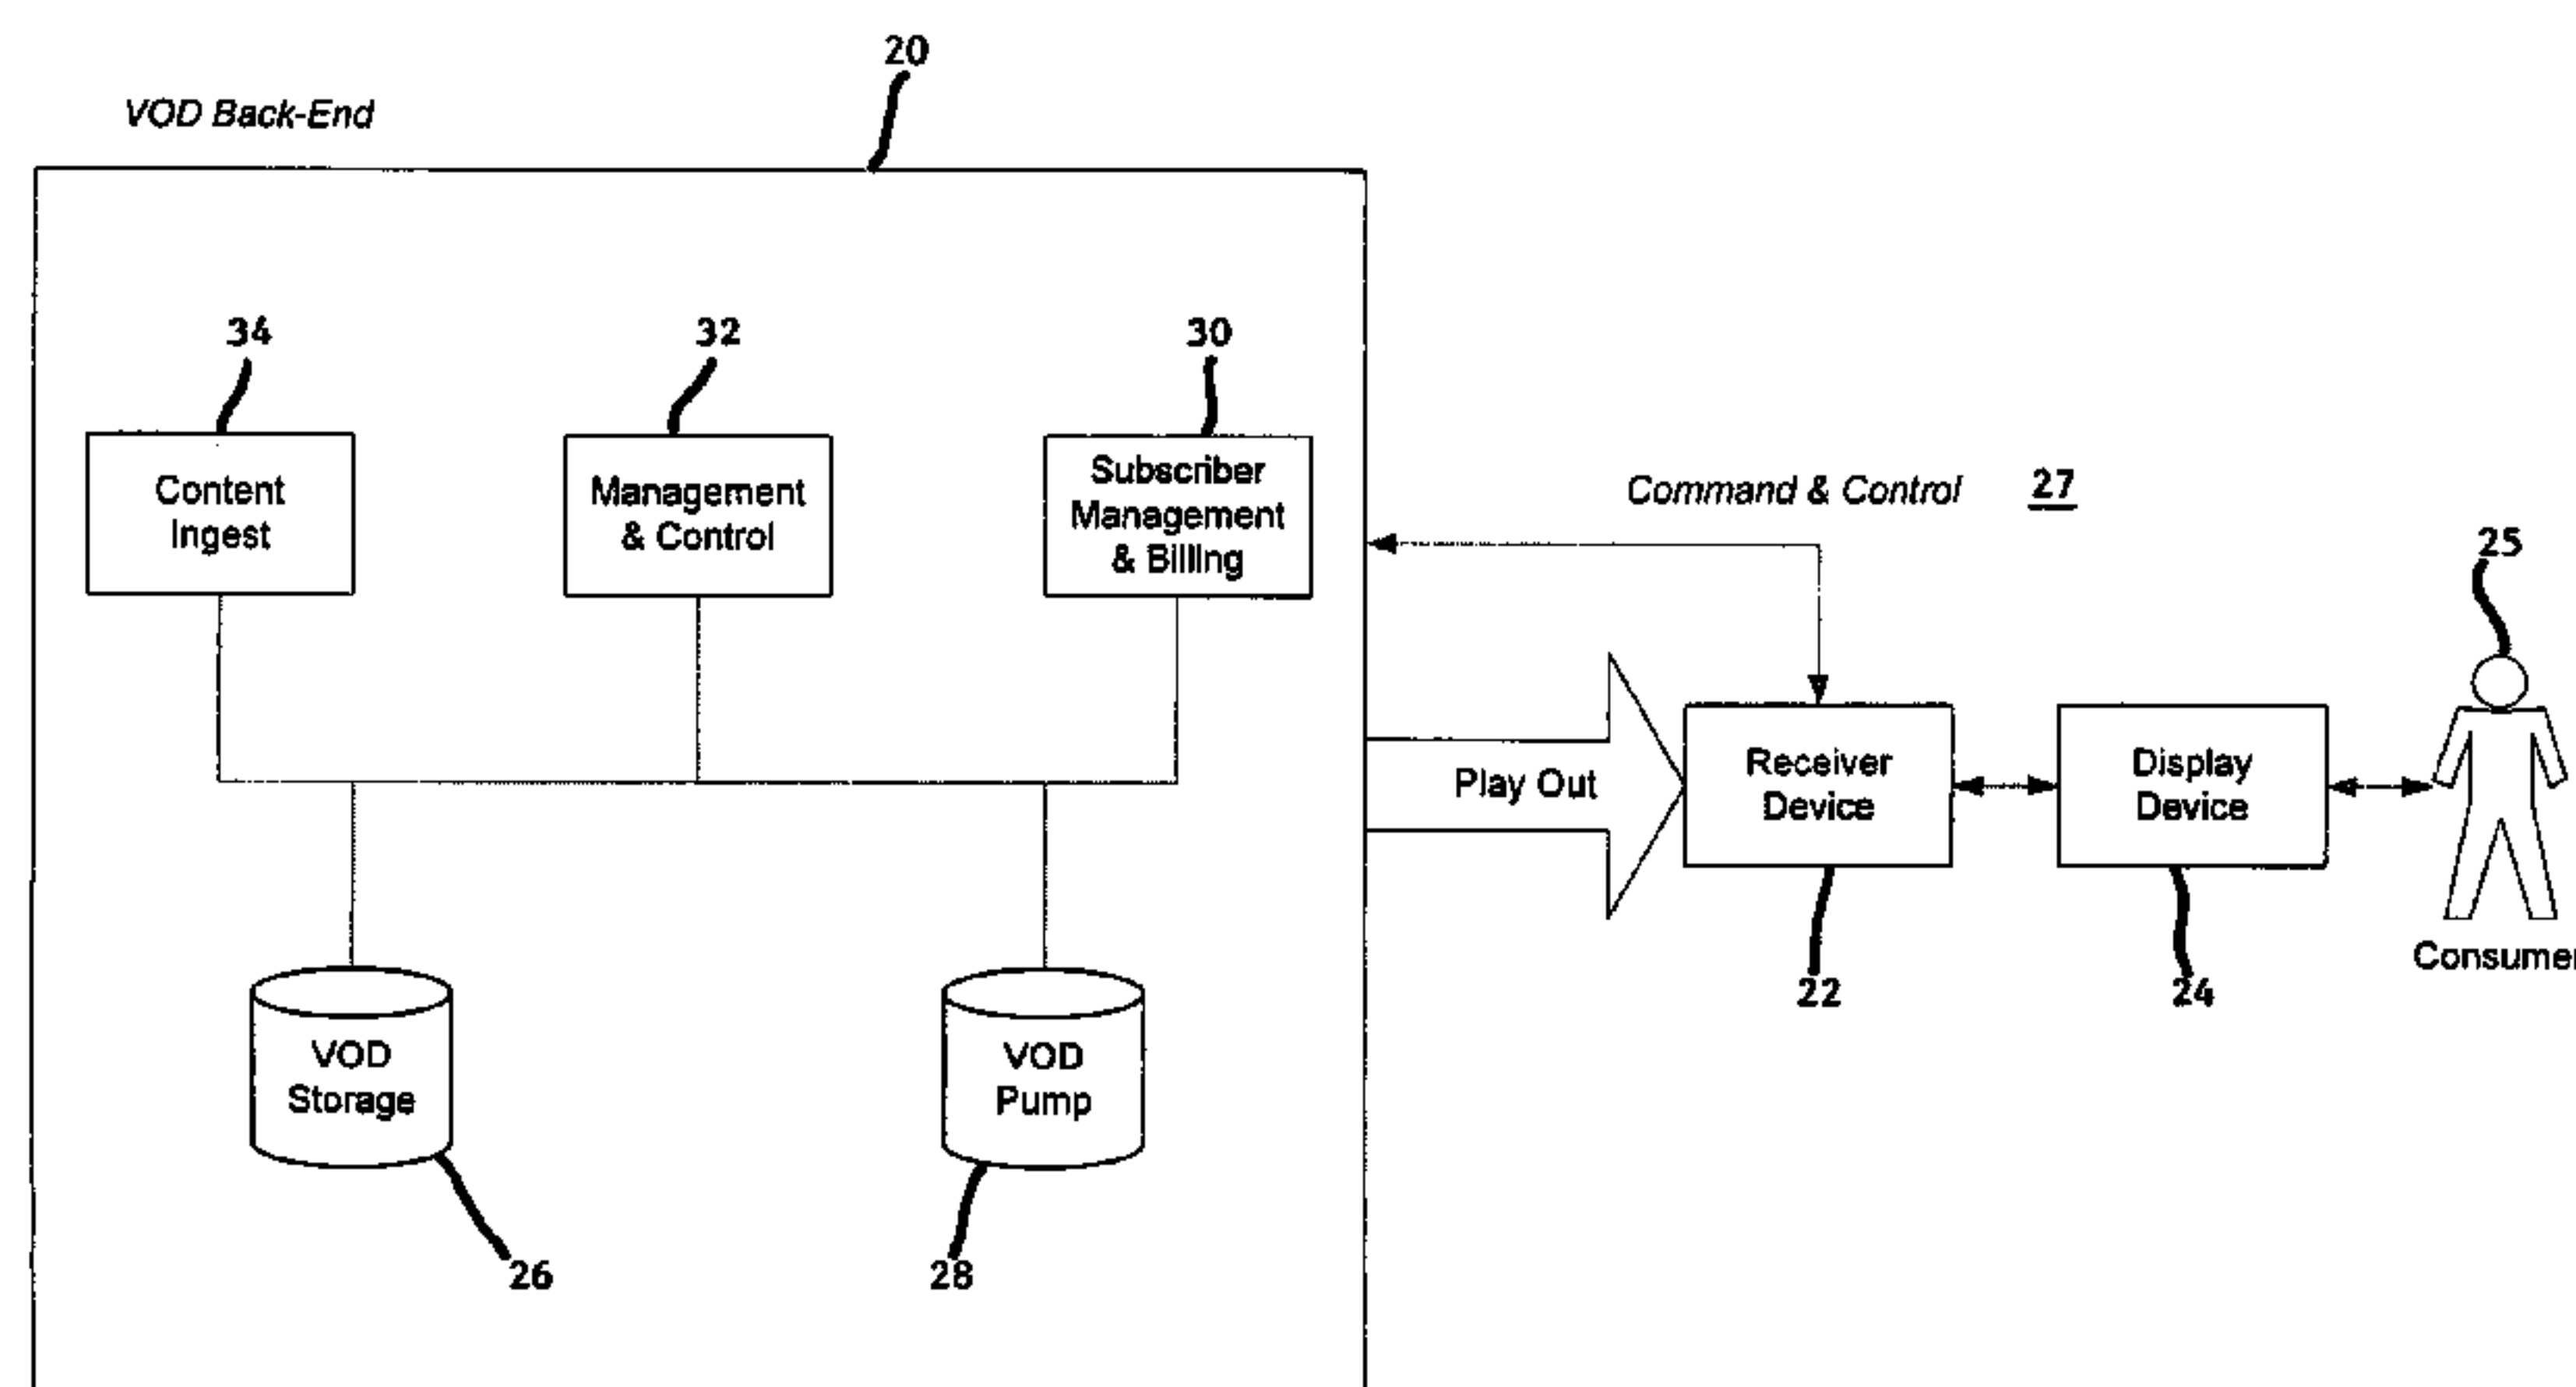 20
VOD Back-End
34
32
30
Content
Ingest
Management
& Control
Subscriber
Management
& Billing
Command & Control 27
25
Play Out
Receiver
Device
Display
Device
22
24
Consumer
VOD
Storage
VOD
Pump
26
28